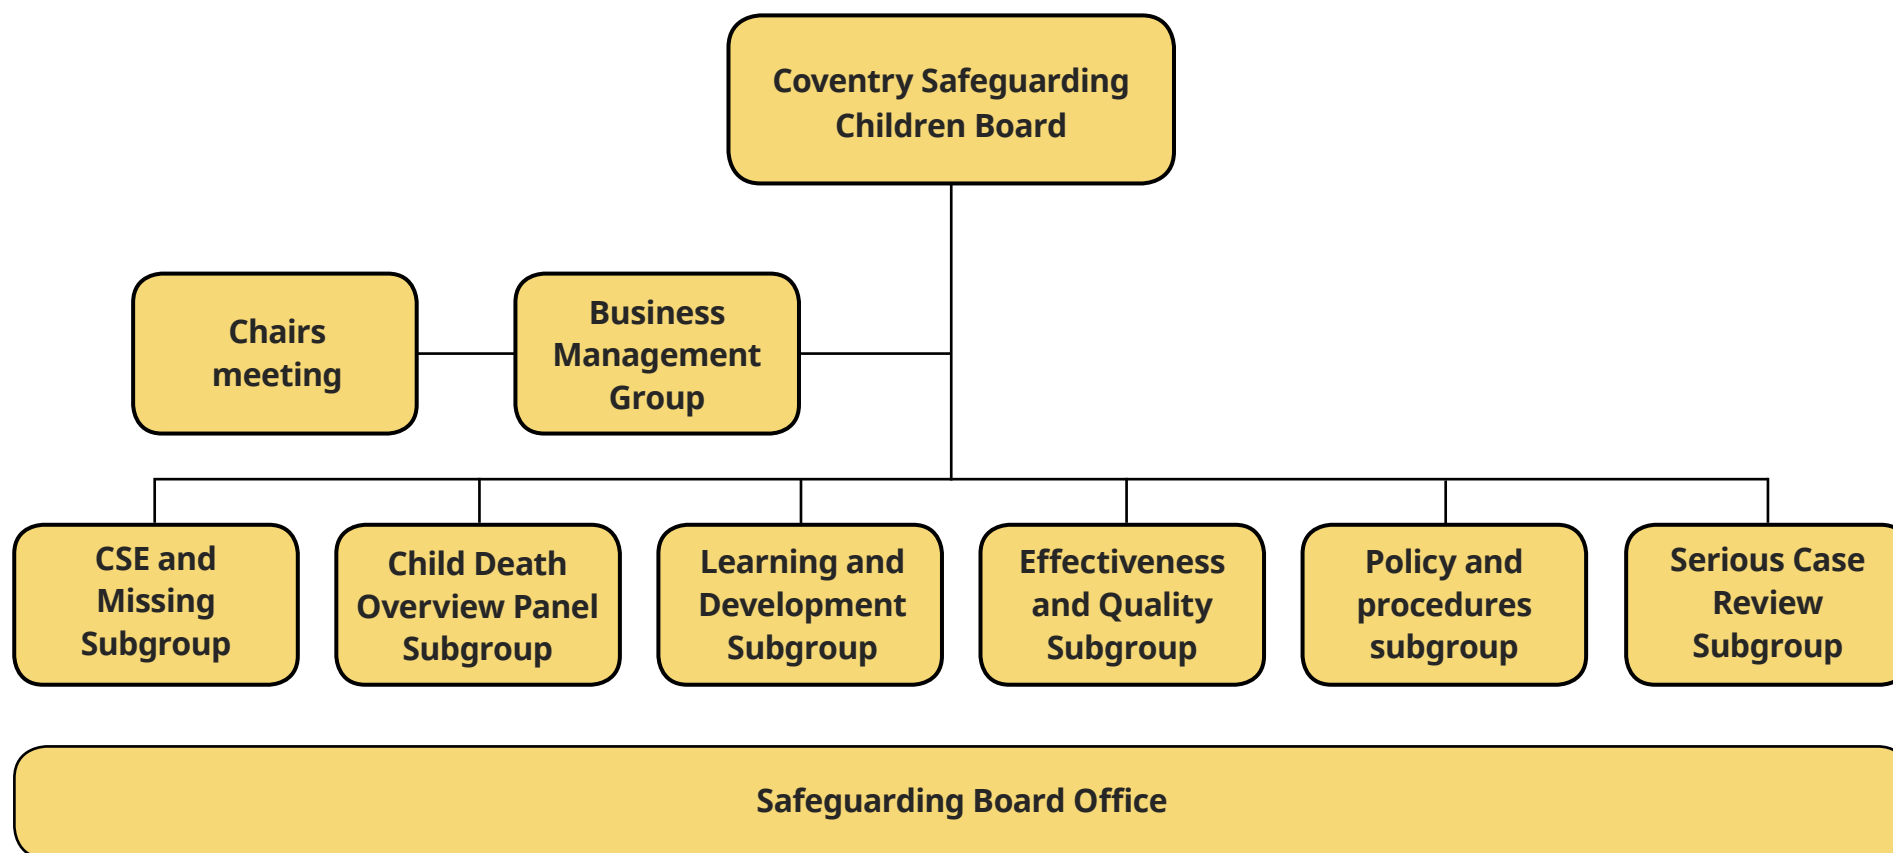 Coventry Safeguarding
Children Board
Chairs
meeting
Business
Management
Group
CSE and
Missing
Subgroup
Child Death
Overview Panel
Subgroup
Learning and
Development
Subgroup
Effectiveness
and Quality
Subgroup
Policy and
procedures
subgroup
Serious Case
Review
Subgroup
Safeguarding Board Office